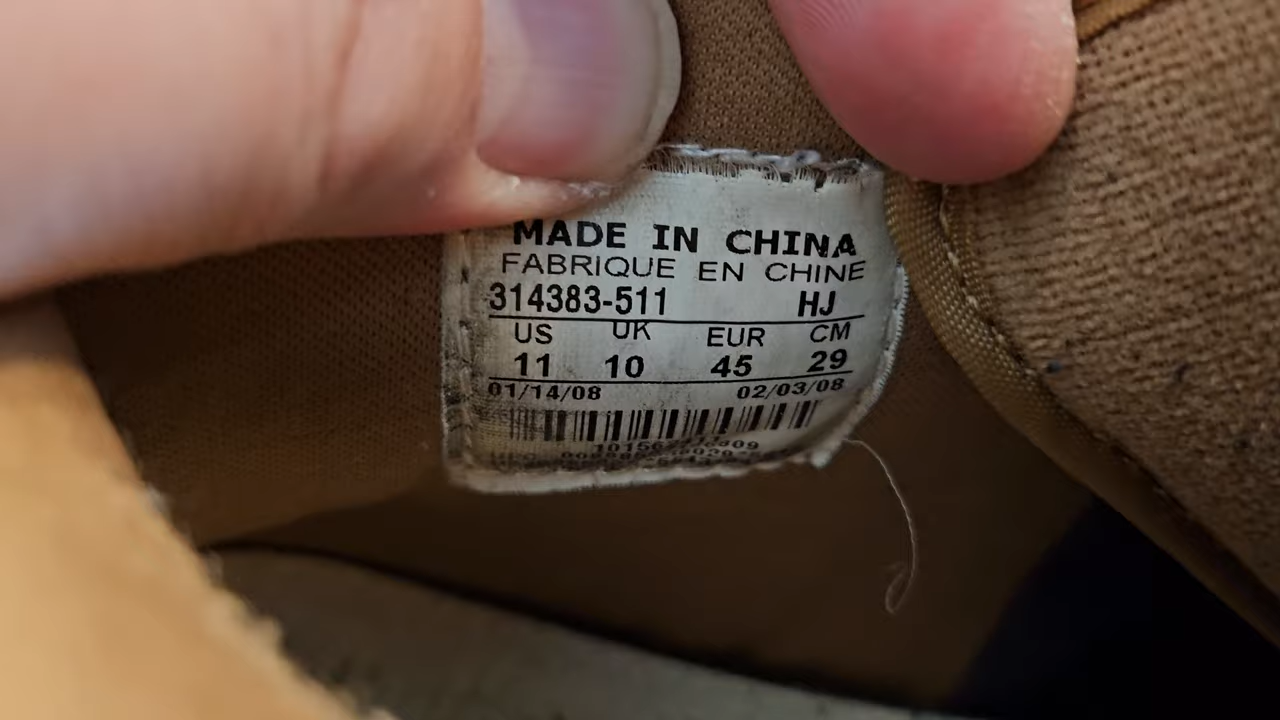 MADE IN CHINA
FABRIQUE EN CHINE
314383-511 HJ
US UK EUR CM
11 10 45 29
01/14/08 02/03/08